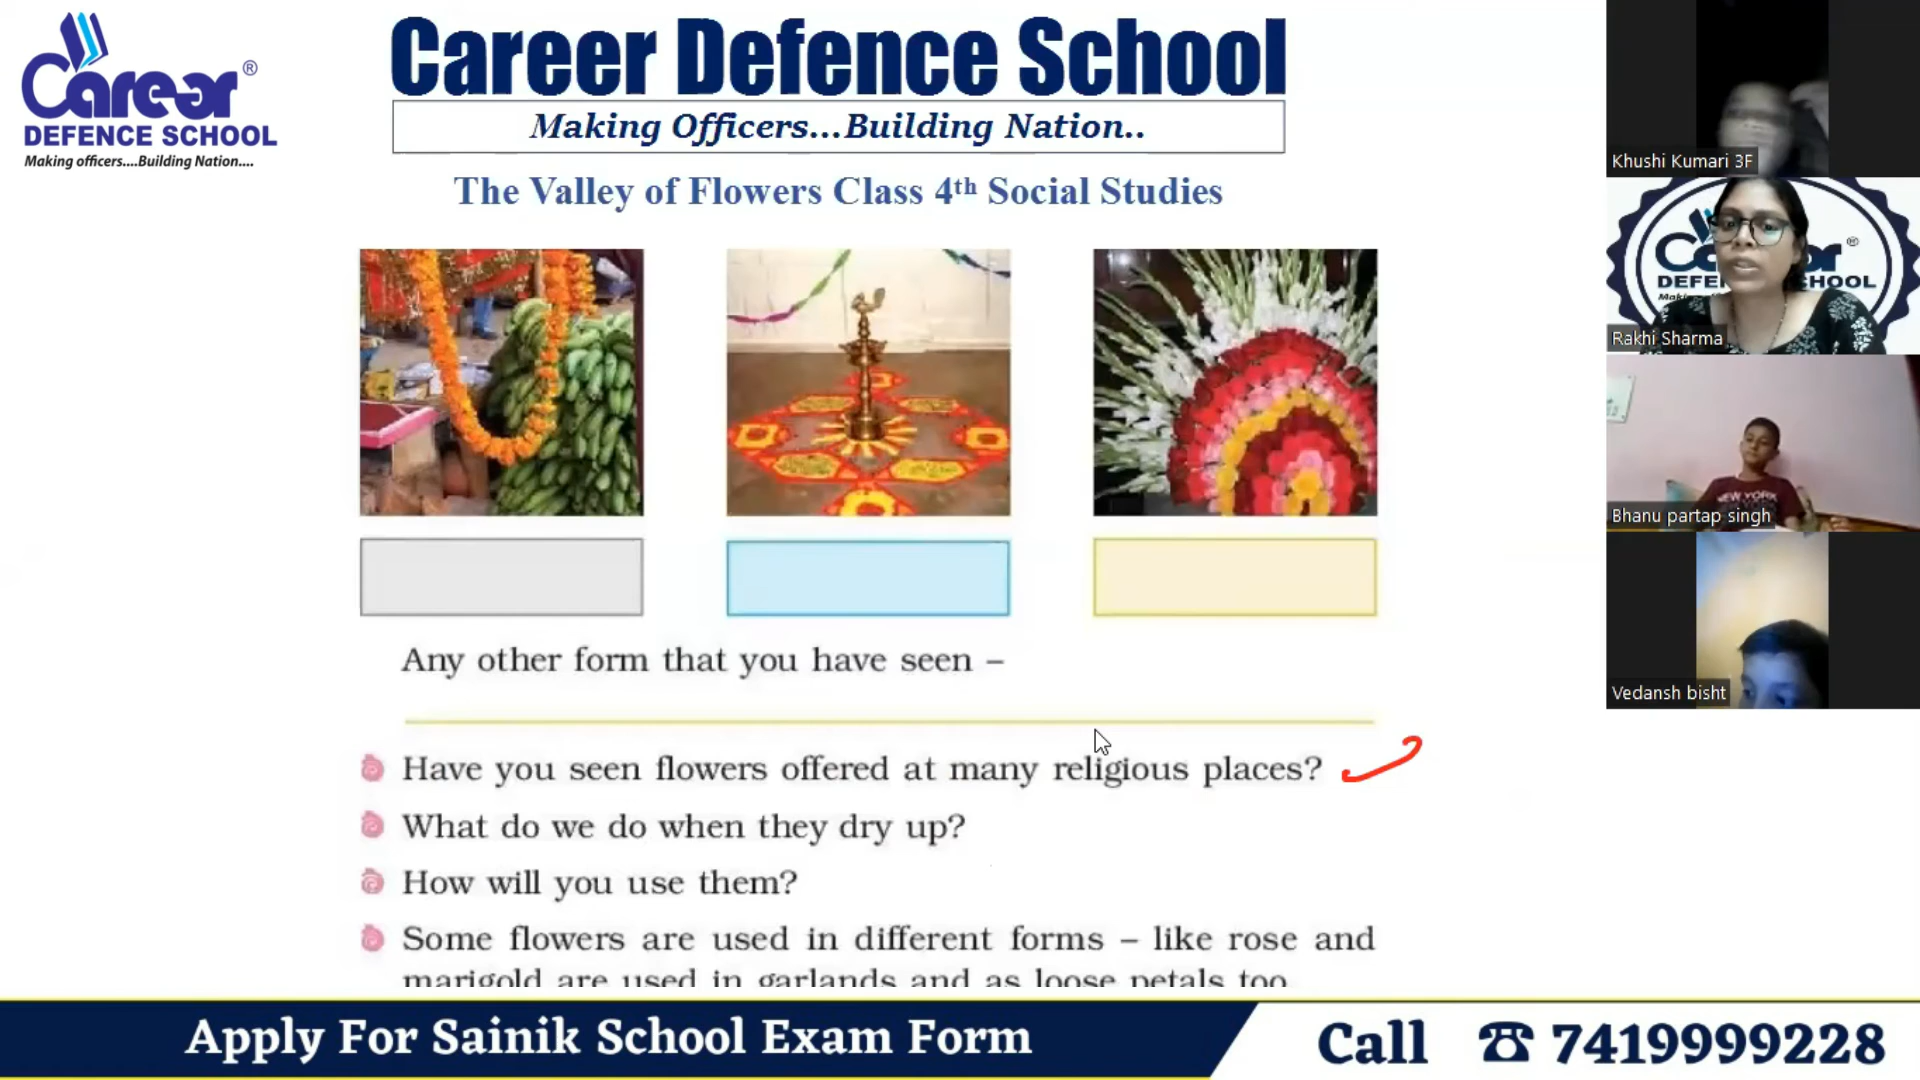 Career®
DEFENCE SCHOOL
Making officers....Building Nation....
Career Defence School
Making Officers...Building Nation..
The Valley of Flowers Class 4th Social Studies
Any other form that you have seen –
Have you seen flowers offered at many religious places?
What do we do when they dry up?
How will you use them?
Some flowers are used in different forms – like rose and
marigold are used in garlands and as loose petals too.
Khushi Kumari 3F
Rakhi Sharma
NEW YORK
Bhanu partap singh
Vedansh bisht
Apply For Sainik School Exam Form
Call ☎ 7419999228